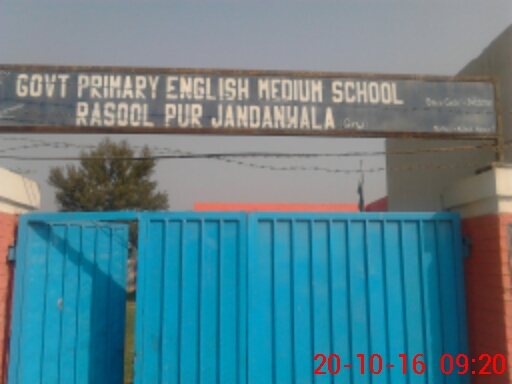 GOVT PRIMARY ENGLISH MEDIUM SCHOOL
RASOOL PUR JANDANWALA
20-10-16 09:20